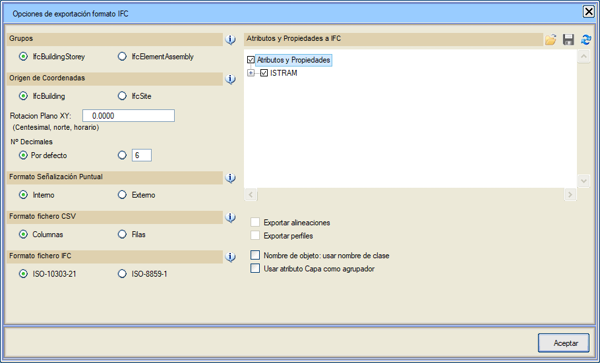 Opciones de exportación formato IFC
Grupos
IfcBuildingStorey
IfcElementAssembly
Origen de Coordenadas
IfcBuilding
IfcSite
Rotacion Plano XY:
0.0000
(Centesimal, norte, horario)
Nº Decimales
Por defecto
6
Formato Señalización Puntual
Interno
Externo
Formato fichero CSV
Columnas
Filas
Formato fichero IFC
ISO-10303-21
ISO-8859-1
Atributos y Propiedades a IFC
Atributos y Propiedades
ISTRAM
Exportar alineaciones
Exportar perfiles
Nombre de objeto: usar nombre de clase
Usar atributo Capa como agrupador
Aceptar